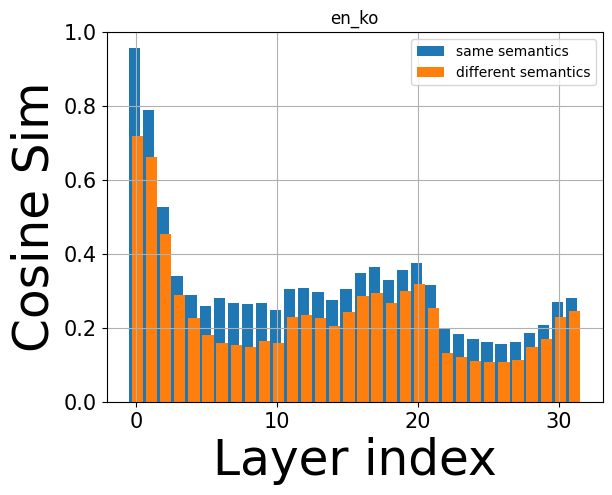 en_ko
same semantics
different semantics
Cosine Sim
1.0
0.8
0.6
0.4
0.2
0.0
0 10 20 30
Layer index